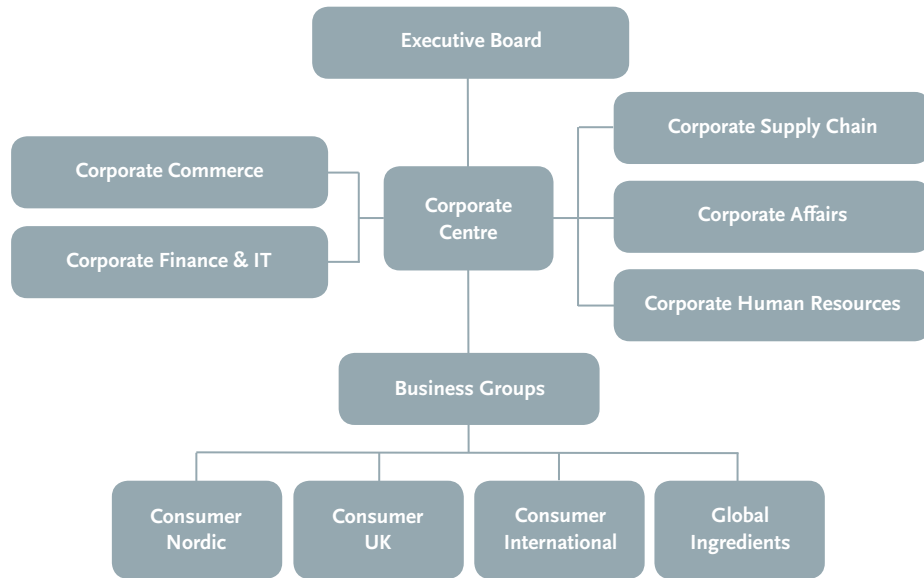 Executive Board
Corporate Supply Chain
Corporate Commerce
Corporate
Centre
Corporate Affairs
Corporate Finance & IT
Corporate Human Resources
Business Groups
Consumer
Nordic
Consumer
UK
Consumer
International
Global
Ingredients